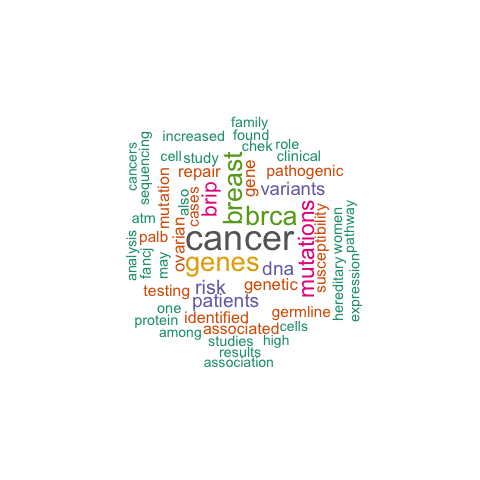 family
increased
found
chek
role
cancers
sequencing
cell
study
clinical
repair
breast
gene
pathogenic
mutation
cases
also
brip
variants
atm
brca
mutations
susceptibility
women
pathway
palb
ovarian
cancer
analysis
fancj
may
genes
dna
hereditary
expression
testing
risk
genetic
one
patients
protein
identified
germline
among
associated
cells
studies
high
results
association